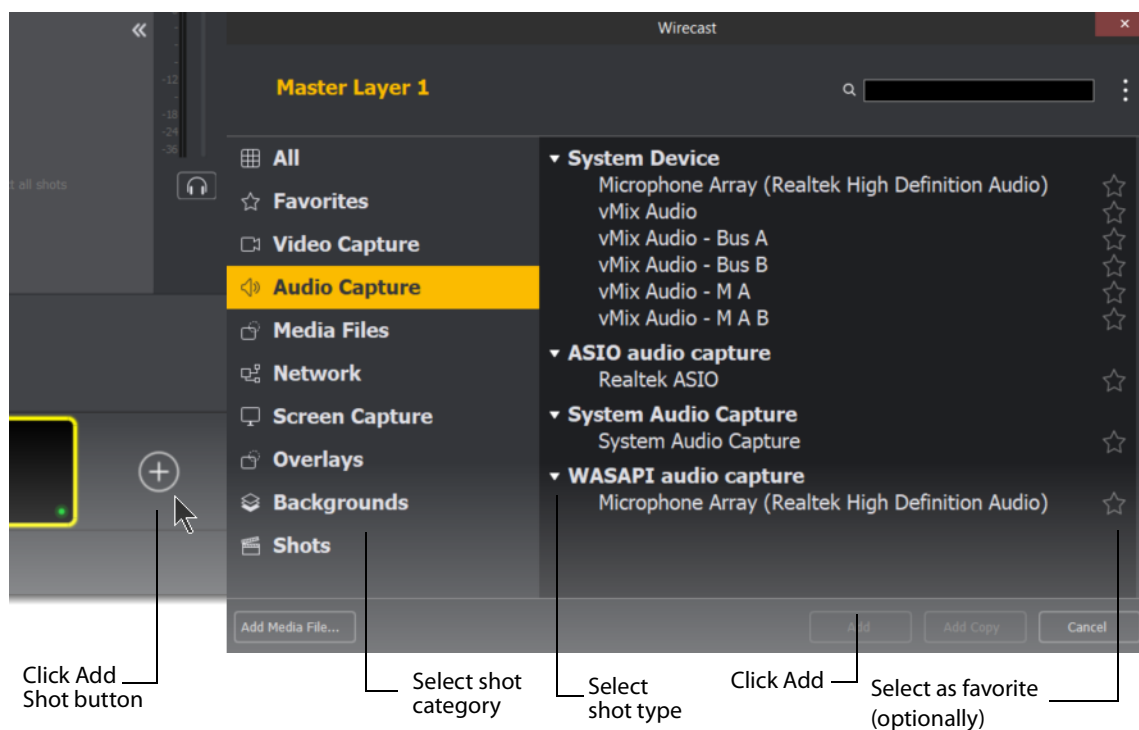 Wirecast
Master Layer 1
-12
-18
-24
-36
all shots
All
Favorites
Video Capture
Audio Capture
Media Files
Network
Screen Capture
Overlays
Backgrounds
Shots
System Device
Microphone Array (Realtek High Definition Audio)
vMix Audio
vMix Audio - Bus A
vMix Audio - Bus B
vMix Audio - M A
vMix Audio - M A B
ASIO audio capture
Realtek ASIO
System Audio Capture
System Audio Capture
WASAPI audio capture
Microphone Array (Realtek High Definition Audio)
Add Media File...
Add
Add Copy
Cancel
Click Add
Shot button
Select shot
category
Select
shot type
Click Add
Select as favorite
(optionally)